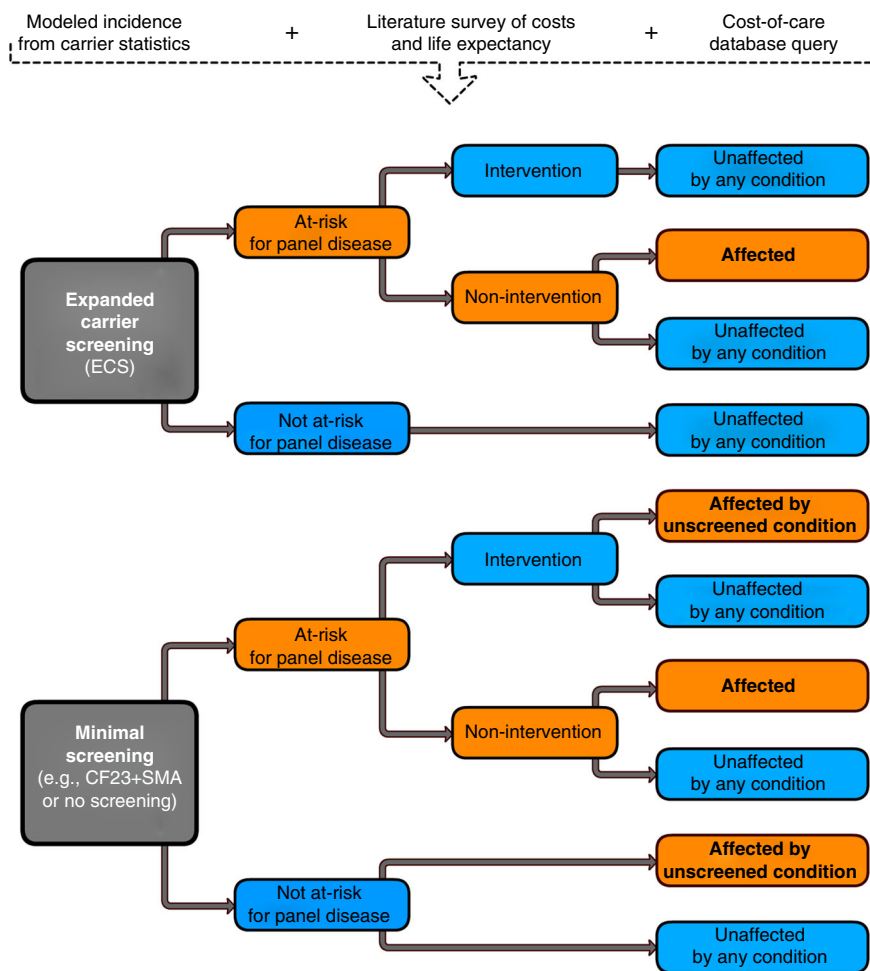 Modeled incidence
from carrier statistics
+
Literature survey of costs
and life expectancy
+
Cost-of-care
database query
Intervention
Unaffected
by any condition
At-risk
for panel disease
Affected
Non-intervention
Expanded
carrier
screening
(ECS)
Unaffected
by any condition
Not at-risk
for panel disease
Unaffected
by any condition
Affected by
unscreened condition
Intervention
Unaffected
by any condition
At-risk
for panel disease
Affected
Non-intervention
Minimal
screening
(e.g., CF23+SMA
or no screening)
Unaffected
by any condition
Affected by
unscreened condition
Not at-risk
for panel disease
Unaffected
by any condition